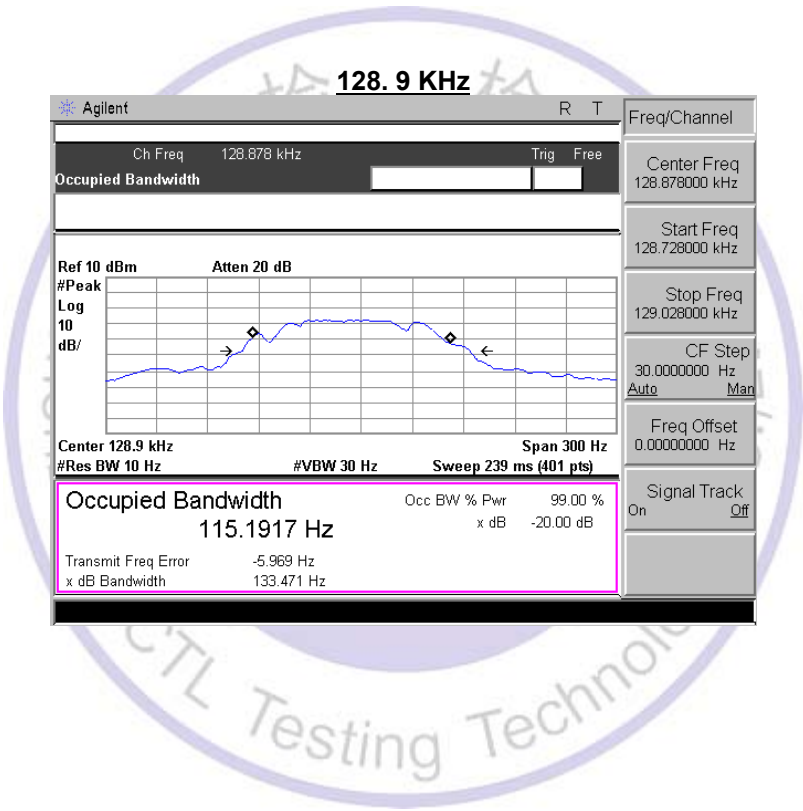 128. 9 KHz
Agilent R T
Freq/Channel
Ch Freq 128.878 kHz Trig Free
Occupied Bandwidth
Center Freq
128.878000 kHz
Start Freq
128.728000 kHz
Stop Freq
129.028000 kHz
CF Step
30.0000000 Hz
Auto Man
Freq Offset
0.00000000 Hz
Signal Track
On Off
Ref 10 dBm Atten 20 dB
#Peak
Log
10
dB/
Center 128.9 kHz Span 300 Hz
#Res BW 10 Hz #VBW 30 Hz Sweep 239 ms (401 pts)
Occupied Bandwidth Occ BW % Pwr 99.00 %
115.1917 Hz x dB -20.00 dB
Transmit Freq Error -5.969 Hz
x dB Bandwidth 133.471 Hz
CTL Testing Technolo